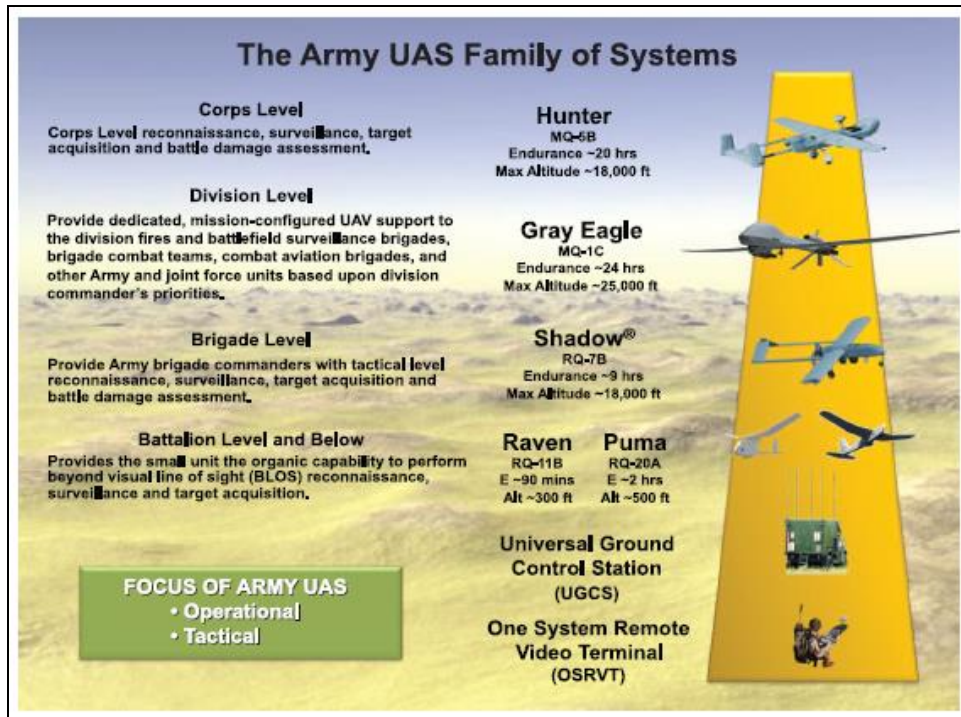 The Army UAS Family of Systems
Corps Level
Corps Level reconnaissance, surveillance, target
acquisition and battle damage assessment.
Hunter
MQ-5B
Endurance ~20 hrs
Max Altitude ~18,000 ft
Division Level
Provide dedicated, mission-configured UAV support to
the division fires and battlefield surveillance brigades,
brigade combat teams, combat aviation brigades, and
other Army and joint force units based upon division
commander's priorities.
Gray Eagle
MQ-1C
Endurance ~24 hrs
Max Altitude ~25,000 ft
Brigade Level
Provide Army brigade commanders with tactical level
reconnaissance, surveillance, target acquisition and
battle damage assessment.
Shadow®
RQ-7B
Endurance ~9 hrs
Max Altitude ~18,000 ft
Battalion Level and Below
Provides the small unit the organic capability to perform
beyond visual line of sight (BLOS) reconnaissance,
surveillance and target acquisition.
Raven Puma
RQ-11B RQ-20A
E ~90 mins E ~2 hrs
Alt ~300 ft Alt ~500 ft
Universal Ground
Control Station
(UGCS)
One System Remote
Video Terminal
(OSRVT)
FOCUS OF ARMY UAS
• Operational
• Tactical